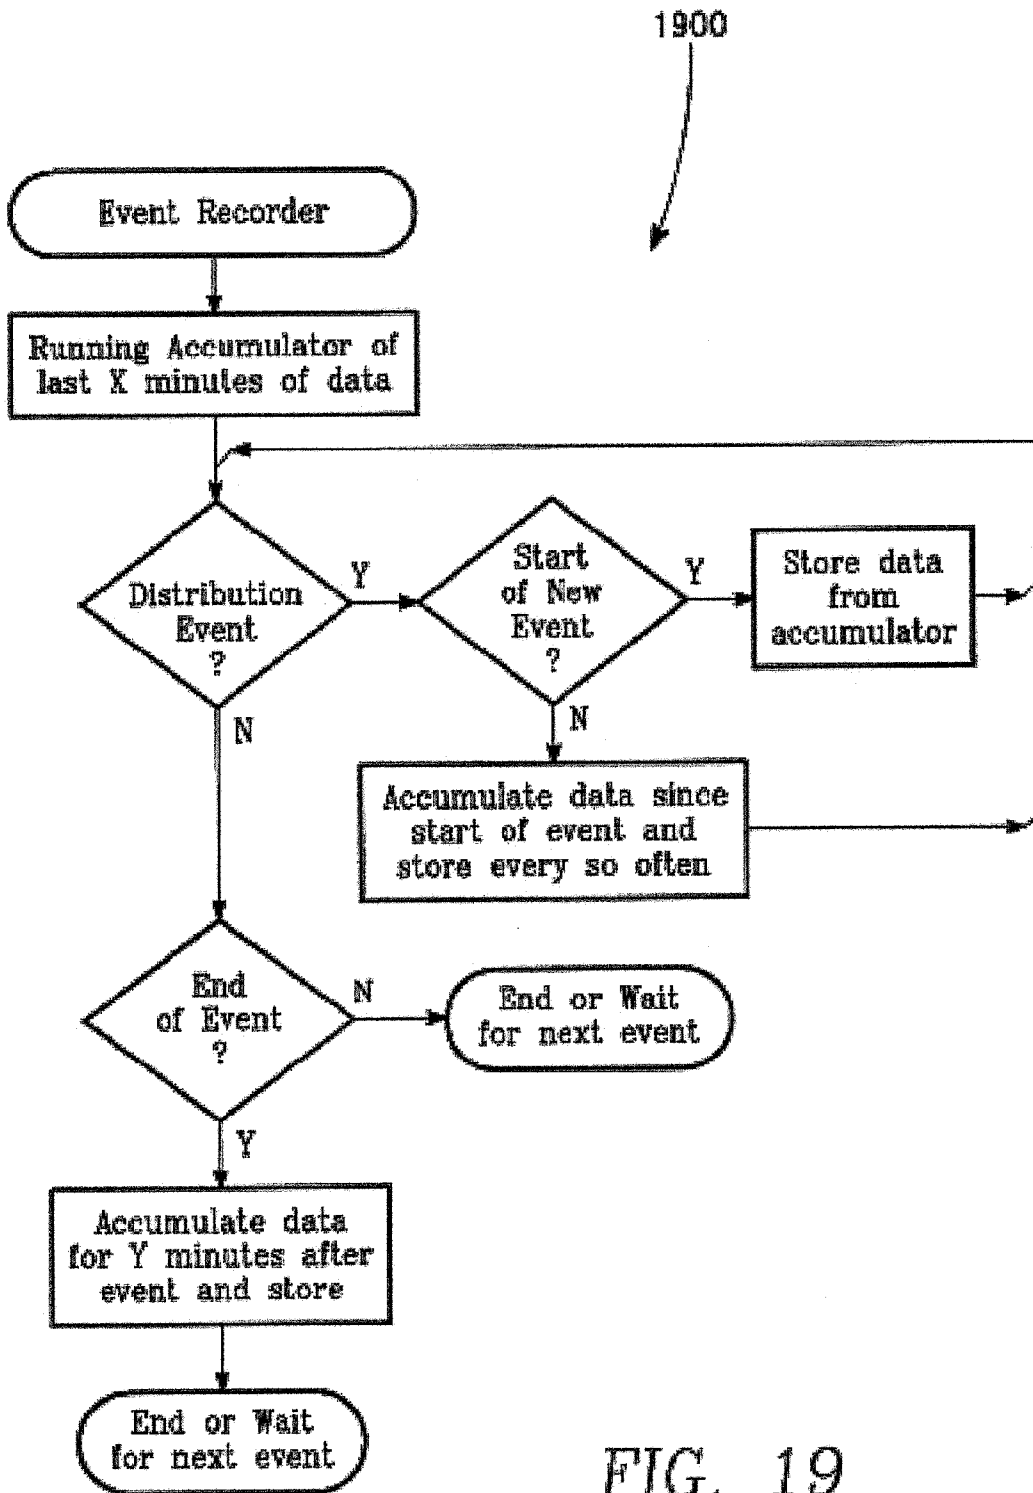 1900
Event Recorder
Running Accumulator of
last X minutes of data
Distribution
Event
?
Y
Start
of New
Event
?
Y
Store data
from
accumulator
N
N
Accumulate data since
start of event and
store every so often
End
of Event
?
N
End or Wait
for next event
Y
Accumulate data
for Y minutes after
event and store
End or Wait
for next event
FIG. 19